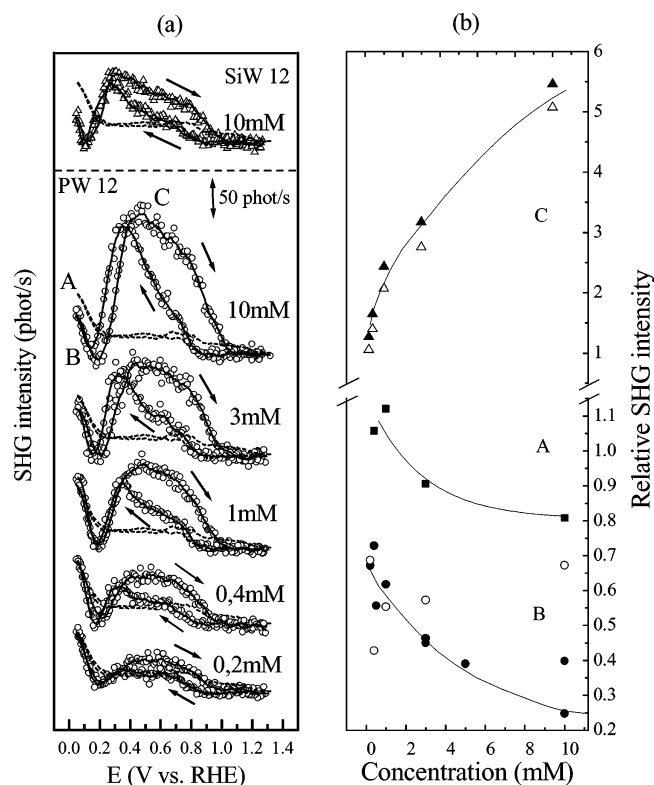 (a)
(b)
SiW 12
10mM
PW 12
50 phot/s
C
A
10mM
B
3mM
1mM
0,4mM
0,2mM
SHG intensity (phot/s)
0.0 0.2 0.4 0.6 0.8 1.0 1.2 1.4
E (V vs. RHE)
6
5
4
3
2
1
1.1
1.0
0.9
0.8
0.7
0.6
0.5
0.4
0.3
0.2
C
A
B
Relative SHG intensity
0 2 4 6 8 10
Concentration (mM)